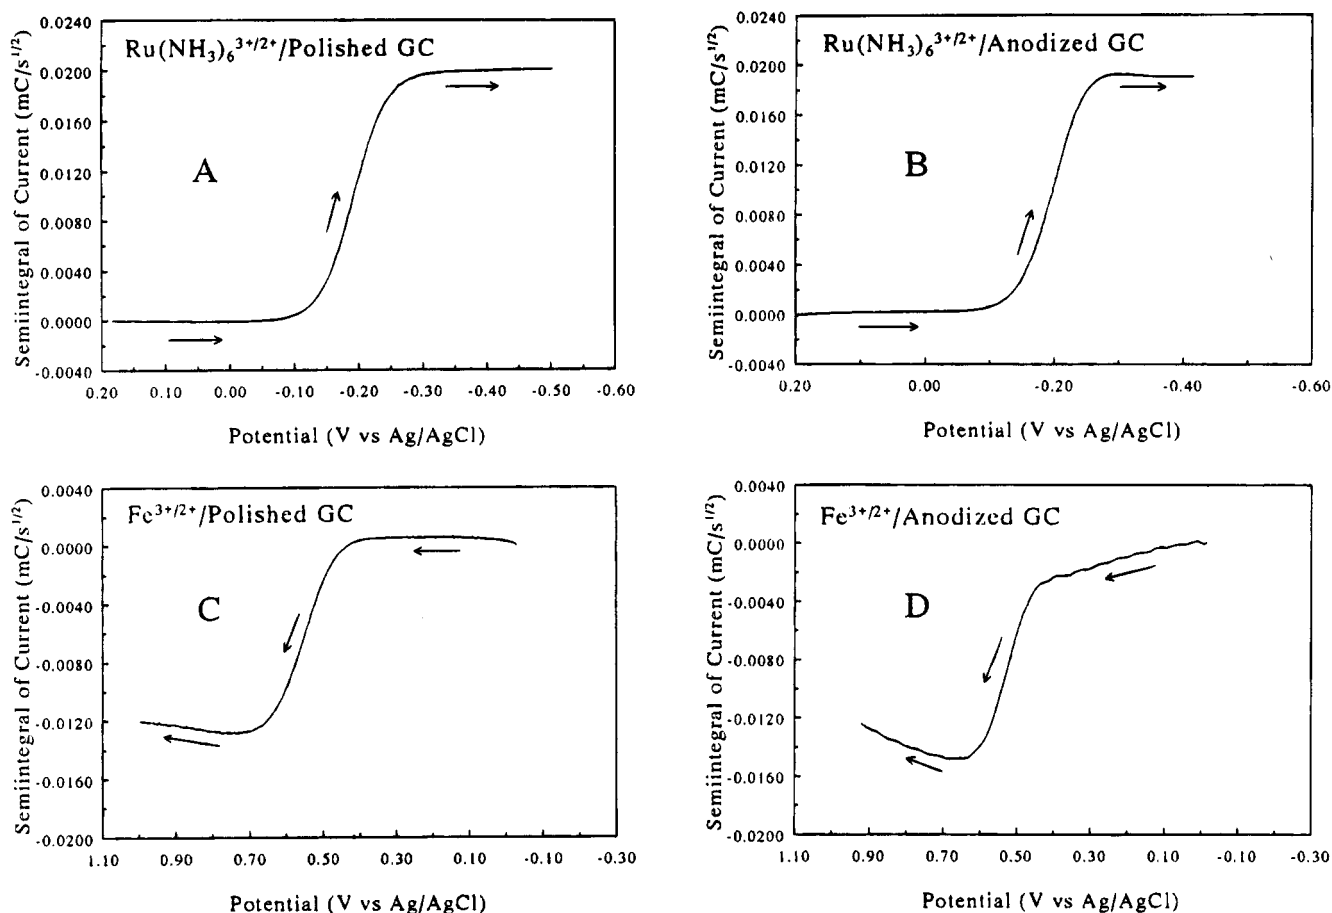 Ru(NH₃)₆³⁺/²⁺/Polished GC
A
Semiintegral of Current (mC/s¹/²)
0.0240
0.0200
0.0160
0.0120
0.0080
0.0040
0.0000
-0.0040
0.20 0.10 0.00 -0.10 -0.20 -0.30 -0.40 -0.50 -0.60
Potential (V vs Ag/AgCl)
Ru(NH₃)₆³⁺/²⁺/Anodized GC
B
Semiintegral of Current (mC/s¹/²)
0.0240
0.0200
0.0160
0.0120
0.0080
0.0040
0.0000
-0.0040
0.20 0.00 -0.20 -0.40 -0.60
Potential (V vs Ag/AgCl)
Fe³⁺/²⁺/Polished GC
C
Semiintegral of Current (mC/s¹/²)
0.0040
0.0000
-0.0040
-0.0080
-0.0120
-0.0160
-0.0200
1.10 0.90 0.70 0.50 0.30 0.10 -0.10 -0.30
Potential (V vs Ag/AgCl)
Fe³⁺/²⁺/Anodized GC
D
Semiintegral of Current (mC/s¹/²)
0.0040
0.0000
-0.0040
-0.0080
-0.0120
-0.0160
-0.0200
1.10 0.90 0.70 0.50 0.30 0.10 -0.10 -0.30
Potential (V vs Ag/AgCl)